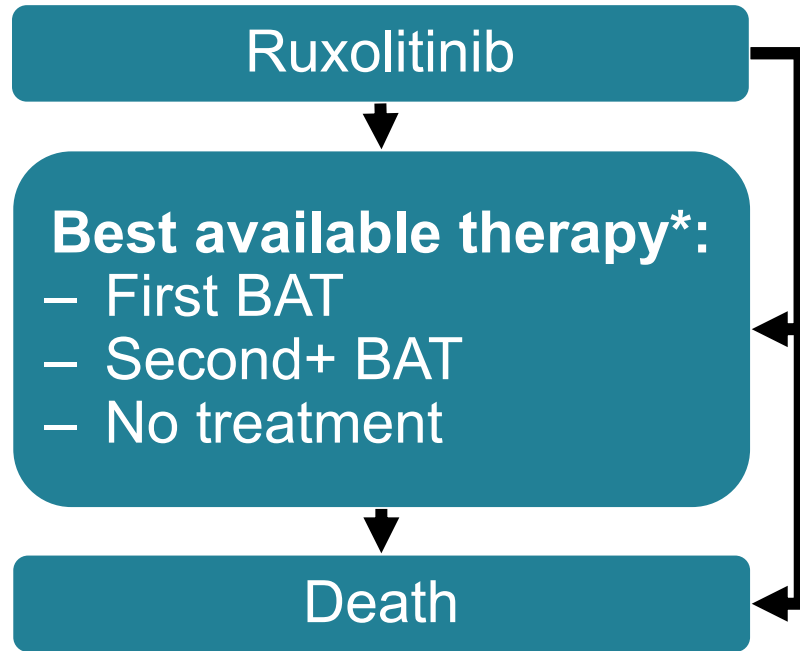 Ruxolitinib
Best available therapy*:
– First BAT
– Second+ BAT
– No treatment
Death